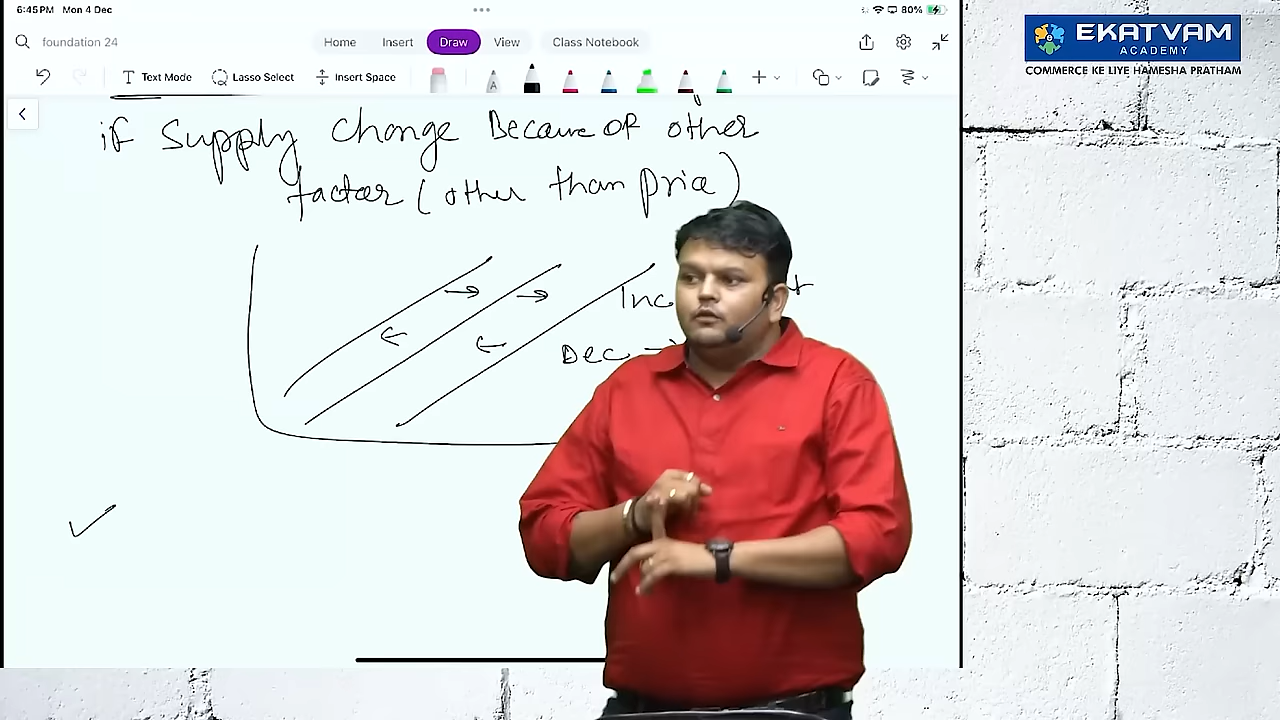 6:45 PM Mon 4 Dec
80%
foundation 24
Home Insert Draw View Class Notebook
Text Mode Lasso Select Insert Space
if Supply Change Because OF other
factor (other than price)
Inc
Dec →
EKATVAM
ACADEMY
COMMERCE KE LIYE HAMESHA PRATHAM